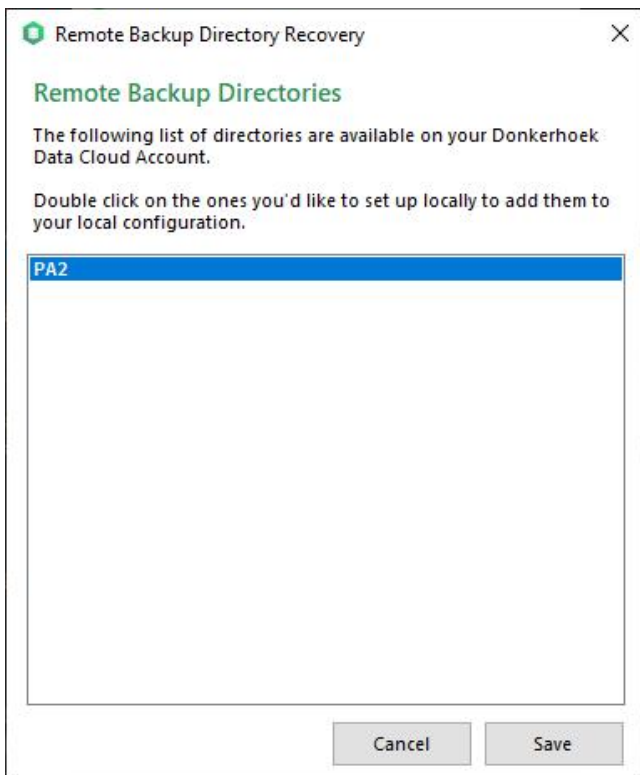 Remote Backup Directory Recovery
Remote Backup Directories
The following list of directories are available on your Donkerhoek
Data Cloud Account.
Double click on the ones you'd like to set up locally to add them to
your local configuration.
PA2
Cancel
Save